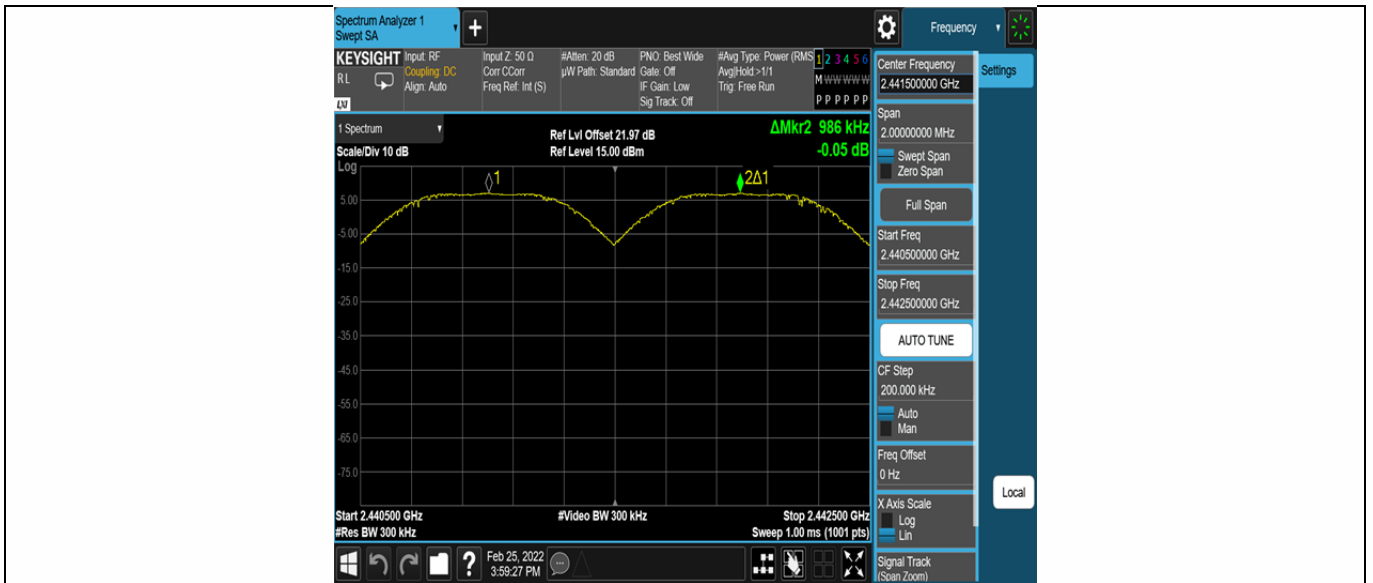 Spectrum Analyzer 1
Swept SA
+
Frequency
KEYSIGHT
RL
LXI
Input: RF
Coupling: DC
Align: Auto
Input Z: 50 Ω
Corr CCorr
Freq Ref: Int (S)
#Atten: 20 dB
µW Path: Standard
PNO: Best Wide
Gate: Off
IF Gain: Low
Sig Track: Off
#Avg Type: Power (RMS
Avg|Hold:>1/1
Trig: Free Run
1 2 3 4 5 6
M W W W W W
P P P P P P
1 Spectrum
Scale/Div 10 dB
Log
Ref Lvl Offset 21.97 dB
Ref Level 15.00 dBm
ΔMkr2 986 kHz
-0.05 dB
1
2Δ1
5.00
-5.00
-15.0
-25.0
-35.0
-45.0
-55.0
-65.0
-75.0
Start 2.440500 GHz
#Res BW 300 kHz
#Video BW 300 kHz
Stop 2.442500 GHz
Sweep 1.00 ms (1001 pts)
Center Frequency
2.441500000 GHz
Settings
Span
2.00000000 MHz
Swept Span
Zero Span
Full Span
Start Freq
2.440500000 GHz
Stop Freq
2.442500000 GHz
AUTO TUNE
CF Step
200.000 kHz
Auto
Man
Freq Offset
0 Hz
X Axis Scale
Log
Lin
Local
Signal Track
(Span Zoom)
?
Feb 25, 2022
3:59:27 PM